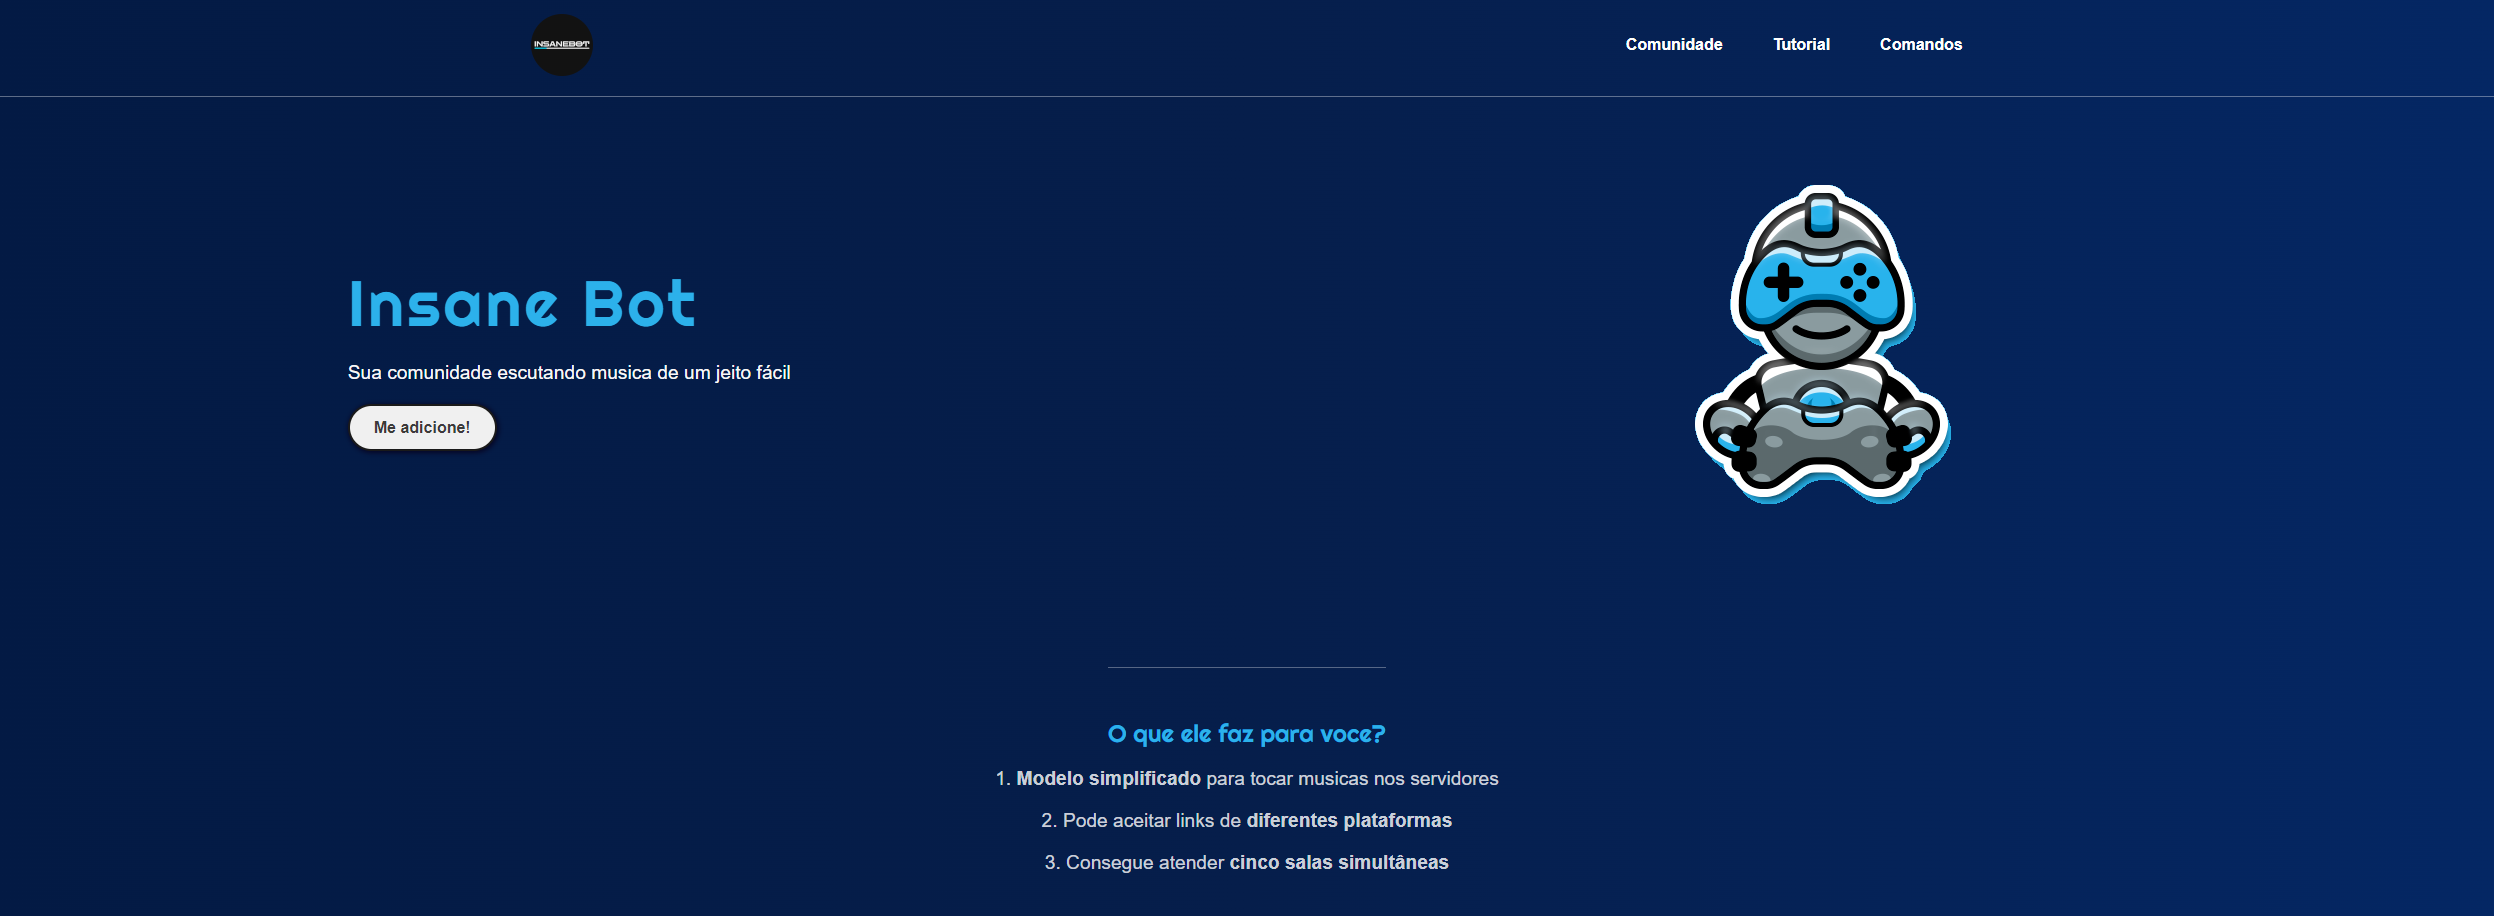 INSANEBOT
Comunidade Tutorial Comandos
Insane Bot
Sua comunidade escutando musica de um jeito fácil
Me adicione!
O que ele faz para voce?
1. Modelo simplificado para tocar musicas nos servidores
2. Pode aceitar links de diferentes plataformas
3. Consegue atender cinco salas simultâneas